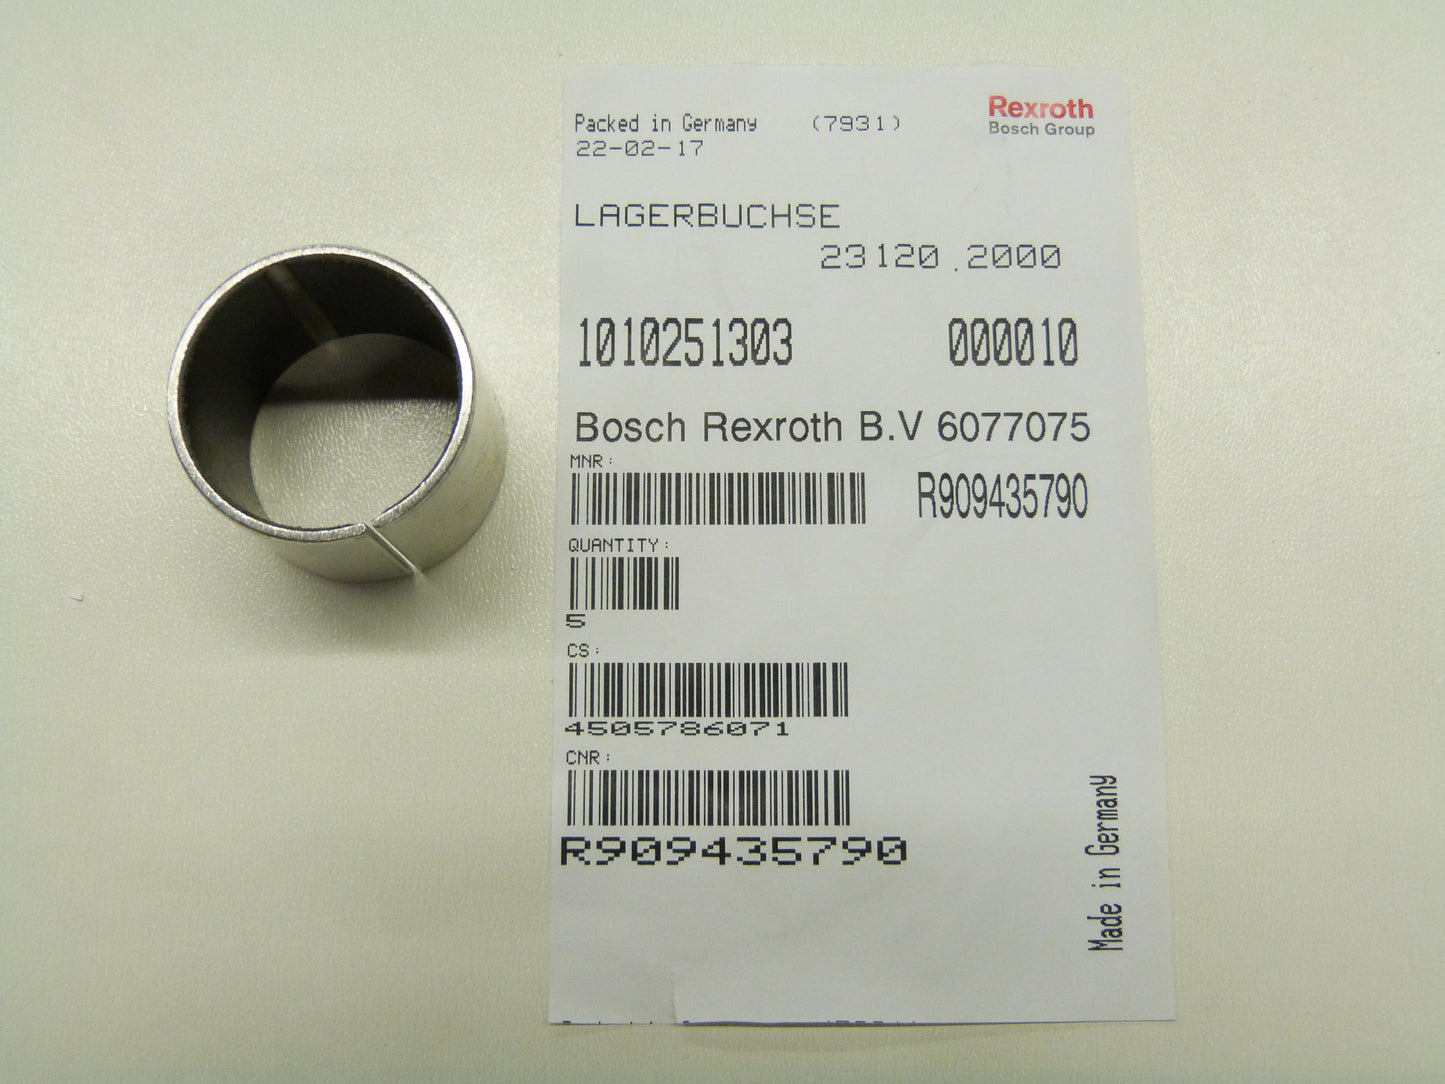 Packed in Germany (7931)
Rexroth
Bosch Group
22-02-17
LAGERBUCHSE
23120.2000
1010251303 000010
Bosch Rexroth B.V 6077075
MNR:
R909435790
QUANTITY:
5
CS:
4505786071
CNR:
R909435790
Made in Germany